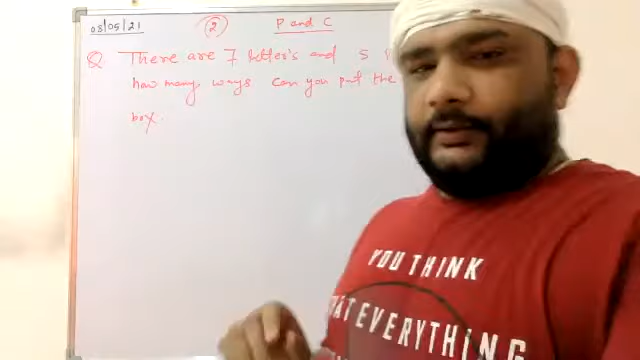 03/05/21
2
P and C
Q There are 7 letter's and 5
how many ways can you put the
box.
YOU THINK
EVERYTHING